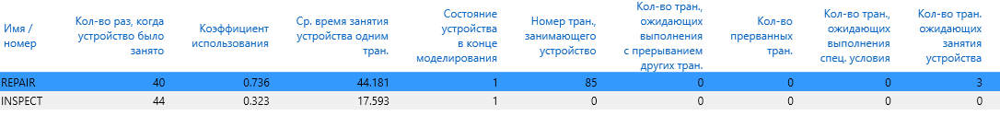 Имя / номер	Кол-во раз, когда устройство было занято	Коэффициент использования	Ср. время занятия устройства одним тран.	Состояние устройства в конце моделирования	Номер тран., занимающего устройство	Кол-во тран., ожидающих выполнения с прерыванием других тран.	Кол-во прерванных тран.	Кол-во тран., ожидающих выполнения спец. условия	Кол-во тран. ожидающих занятия устройства
REPAIR	40	0.736	44.181	1	85	0	0	0	3
INSPECT	44	0.323	17.593	1	0	0	0	0	0